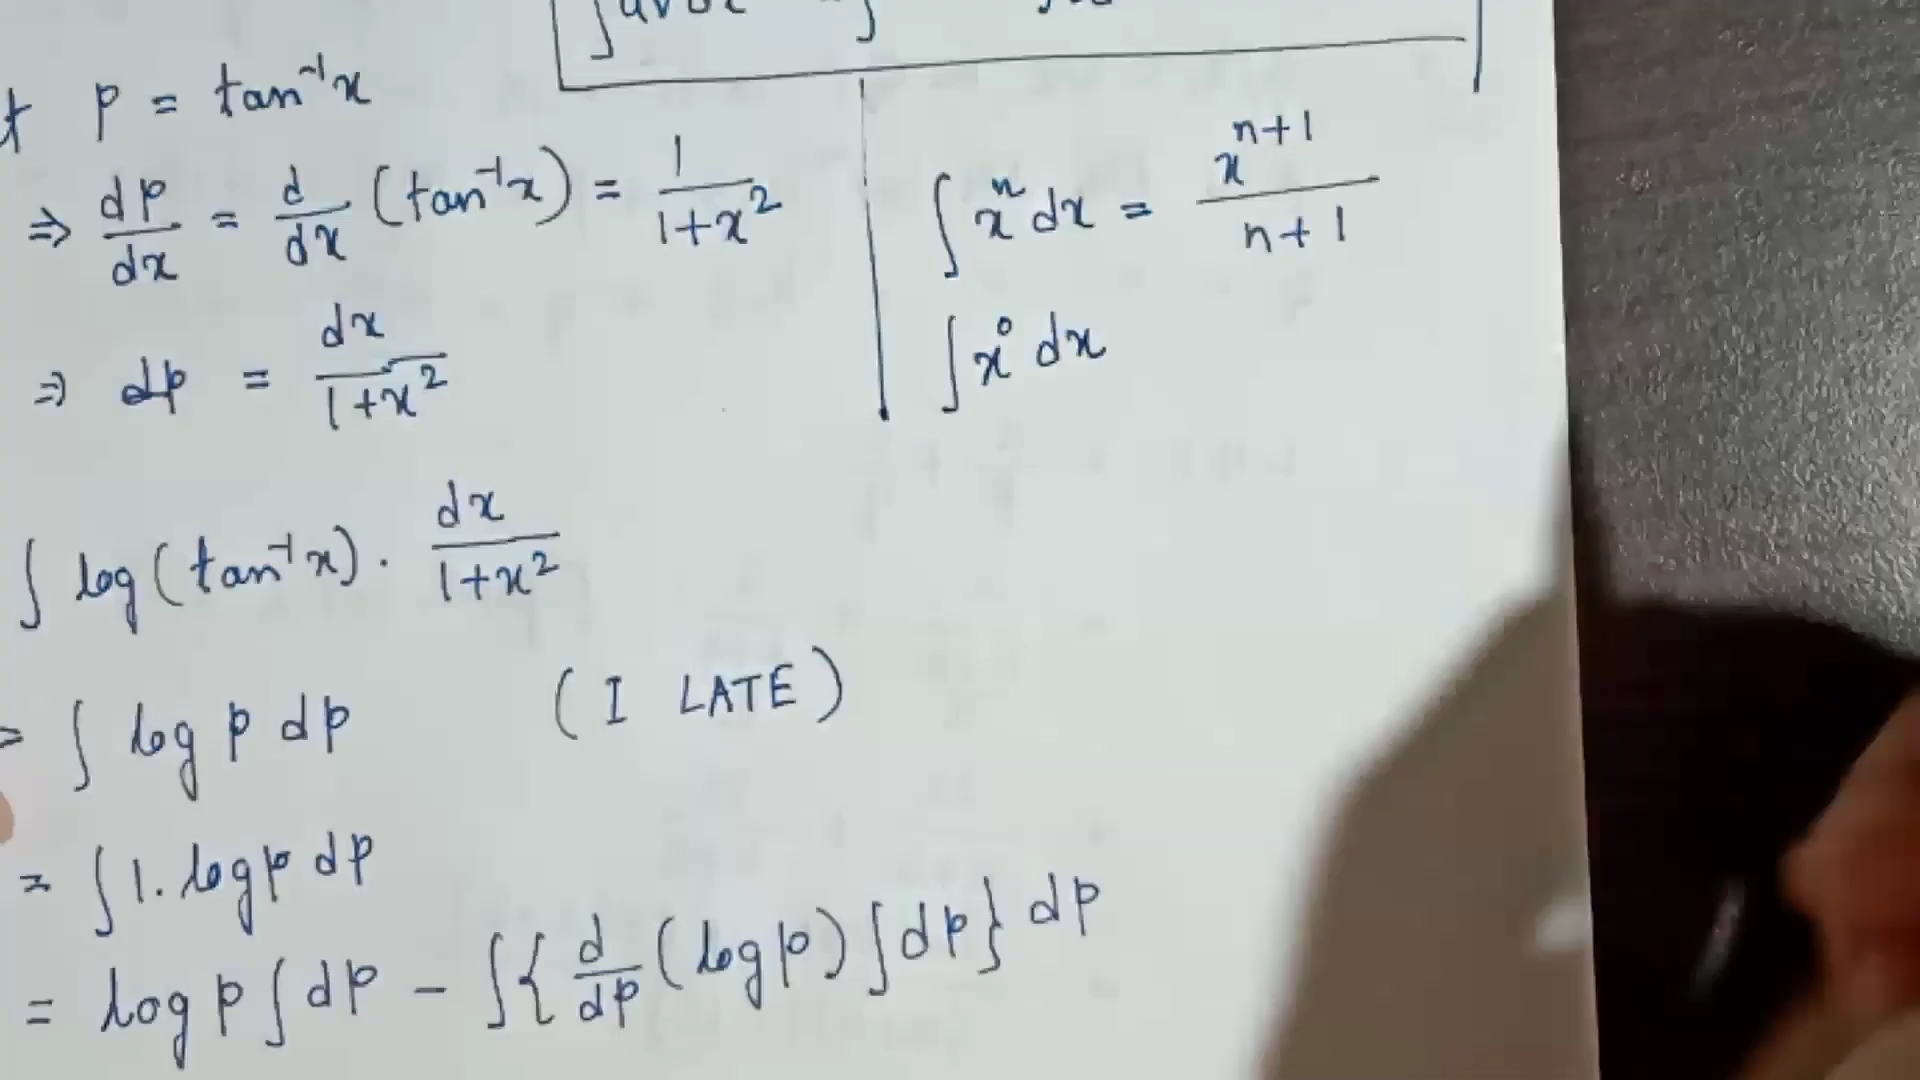 p = tan⁻¹x
⇒ dp/dx = d/dx (tan⁻¹x) = 1/(1+x²)
⇒ dp = dx/(1+x²)
∫ xⁿ dx = xⁿ⁺¹/(n+1)
∫ x⁰ dx
∫ log(tan⁻¹x) · dx/(1+x²)
= ∫ log p dp (I LATE)
= ∫ 1. log p dp
= log p ∫ dp - ∫{d/dp (log p) ∫ dp} dp